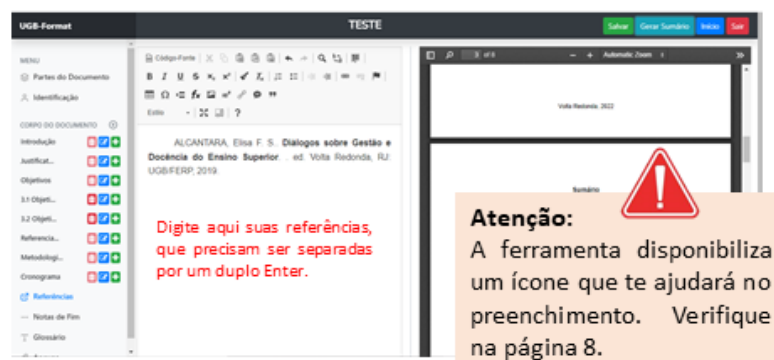 UGB-Format
TESTE
Salvar
Gerar Sumário
Início
Sair
MENU
Partes do Documento
Identificação
CORPO DO DOCUMENTO
Introdução
Justificat...
Objetivos
3.1 Objeti...
3.2 Objeti...
Referencia...
Metodologi...
Cronograma
Referências
Notas de Fim
Glossário
Código-Fonte
Estilo
ALCANTARA, Elisa F. S.. Diálogos sobre Gestão e
Docência do Ensino Superior. . ed. Volta Redonda, RJ:
UGB/FERP, 2019.
Digite aqui suas referências,
que precisam ser separadas
por um duplo Enter.
3 of 6
Automatic Zoom
Volta Redonda, 2022
Sumário
Atenção:
A ferramenta disponibiliza
um ícone que te ajudará no
preenchimento. Verifique
na página 8.